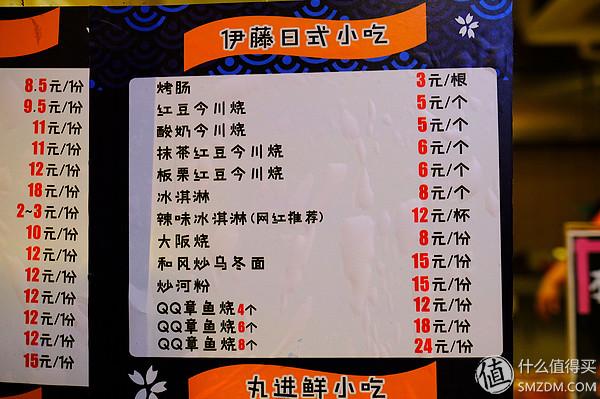 伊藤日式小吃
烤肠 3元/根
红豆今川烧 5元/个
酸奶今川烧 5元/个
抹茶红豆今川烧 6元/个
板栗红豆今川烧 6元/个
冰淇淋 8元/个
辣味冰淇淋(网红推荐) 12元/杯
大阪烧 8元/份
和风炒乌冬面 15元/份
炒河粉 15元/份
QQ章鱼烧4个 12元/份
QQ章鱼烧6个 18元/份
QQ章鱼烧8个 24元/份
丸进鲜小吃
8.5元/份
9.5元/份
11元/份
11元/份
12元/份
18元/份
2~3元/份
10元/份
12元/份
12元/份
12元/份
12元/份
12元/份
15元/份
值 什么值得买
SMZDM.COM